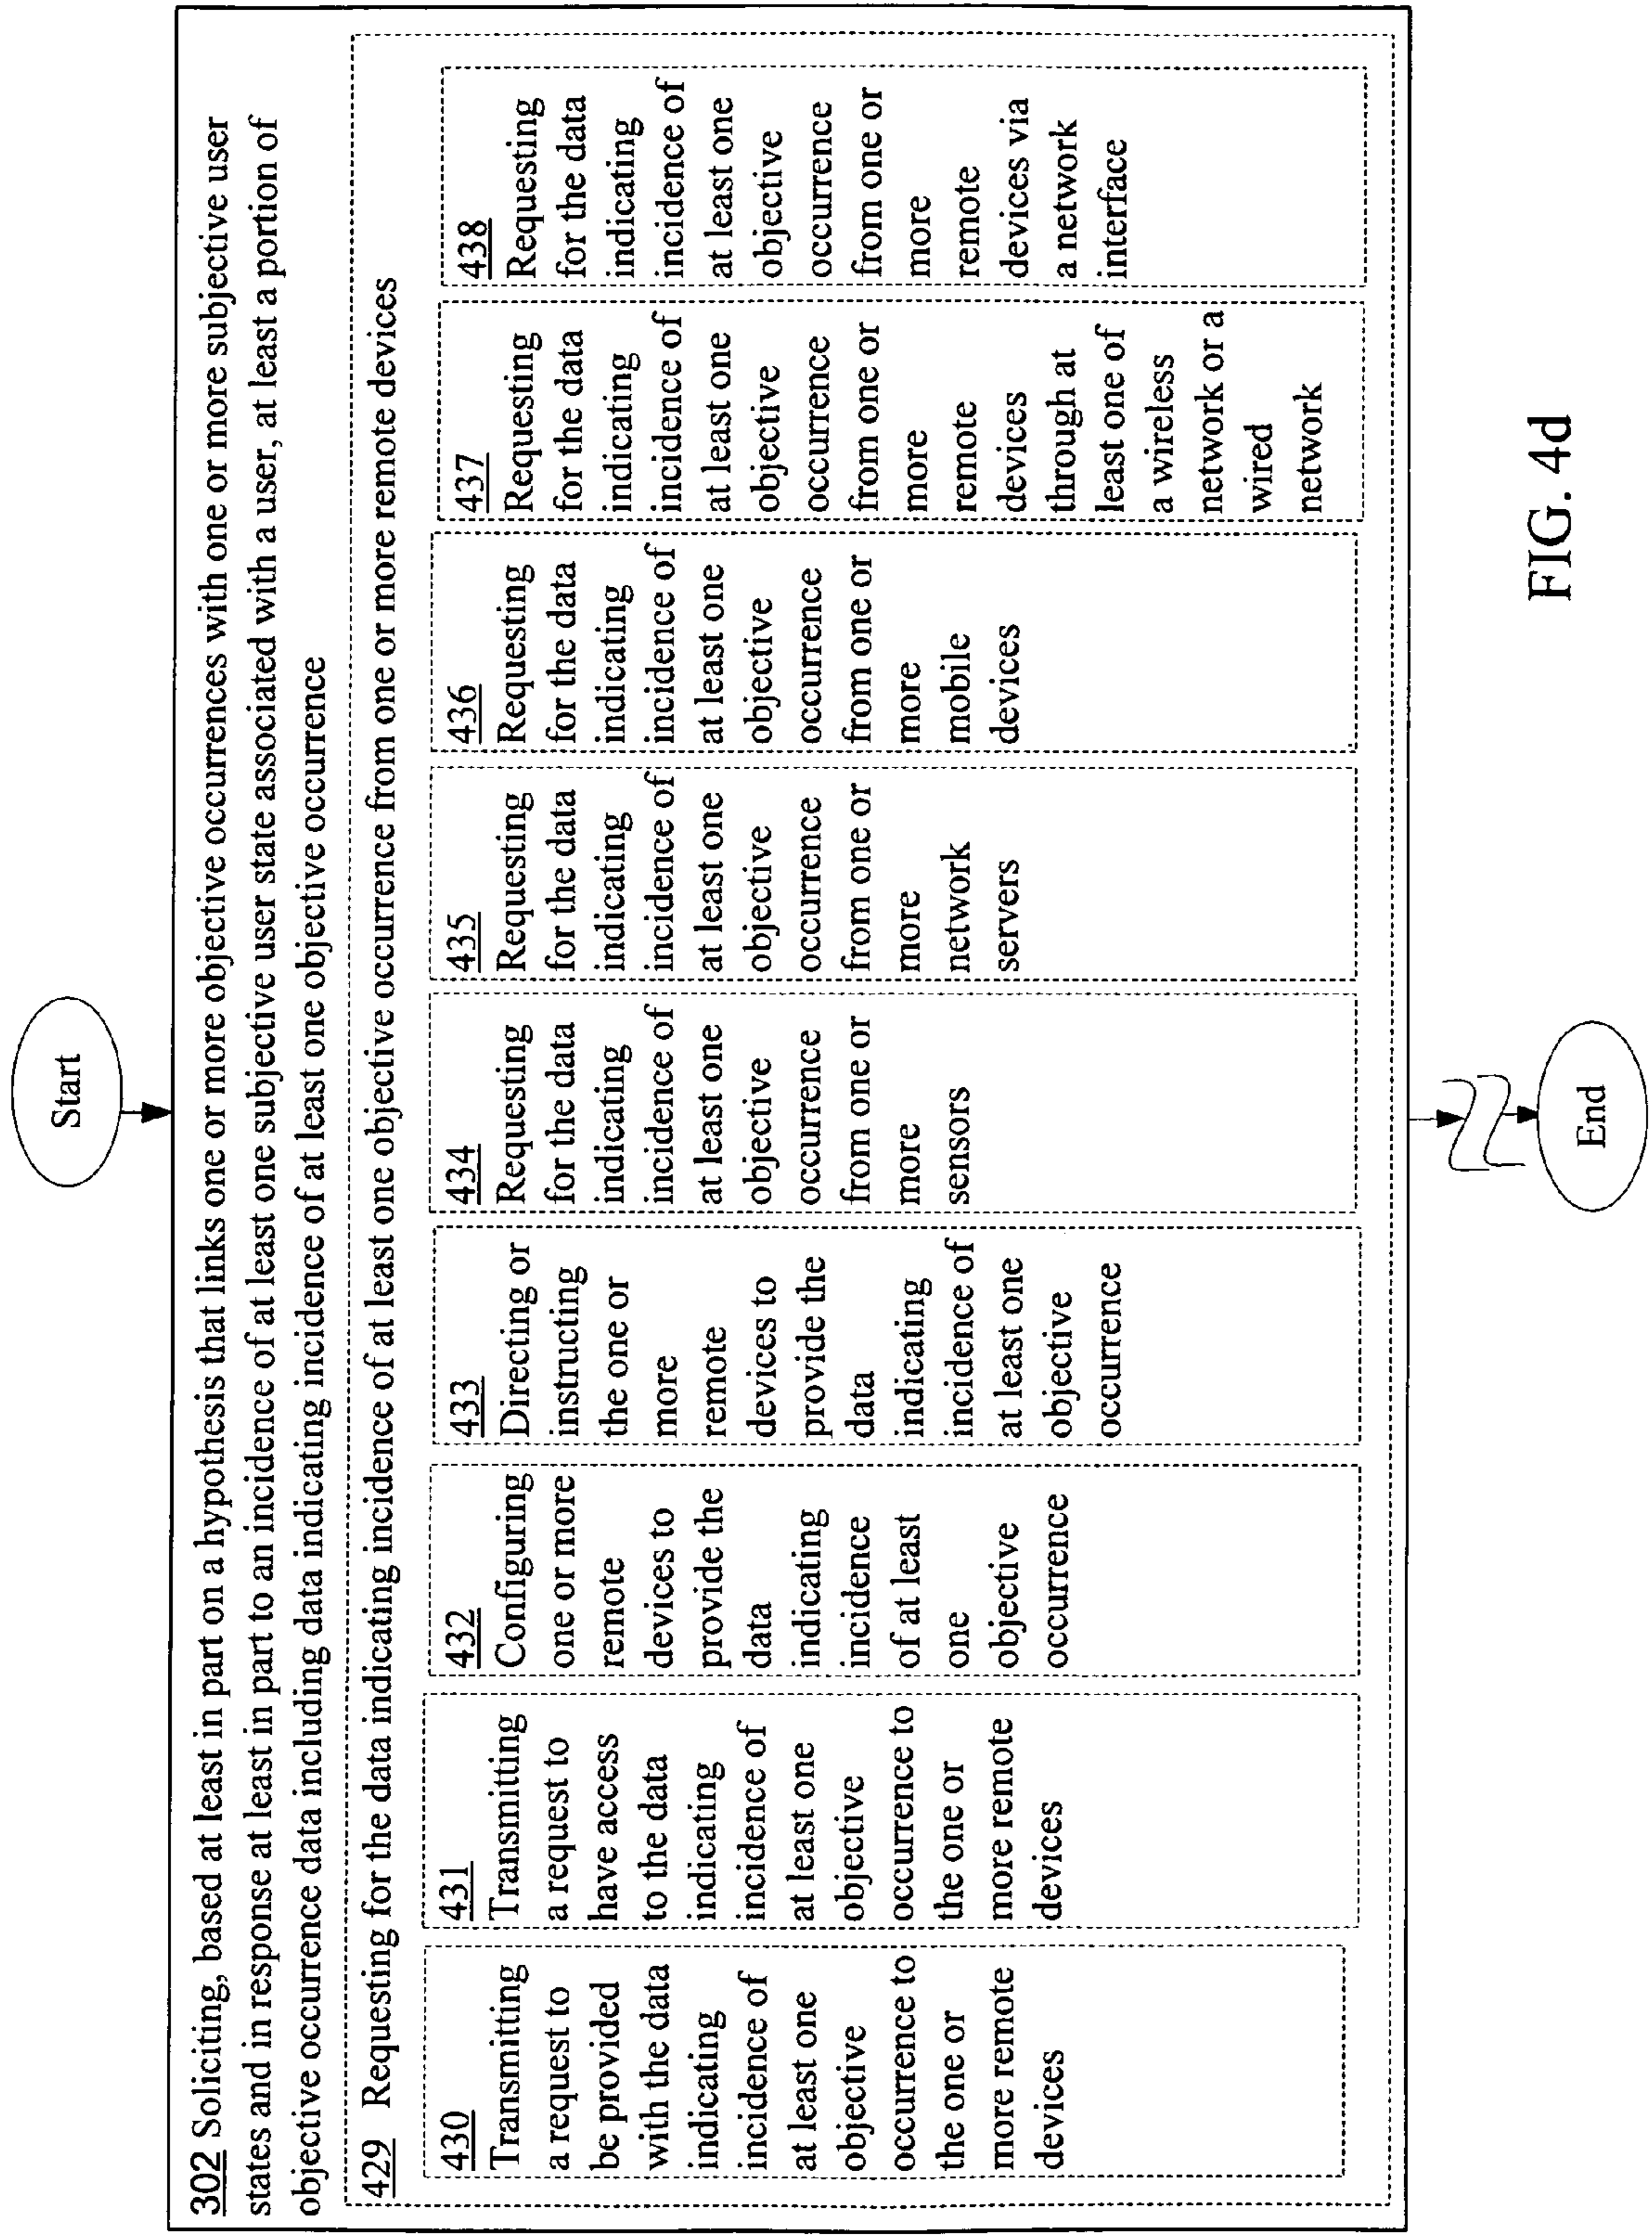 Start
302 Soliciting, based at least in part on a hypothesis that links one or more objective occurrences with one or more subjective user
states and in response at least in part to an incidence of at least one subjective user state associated with a user, at least a portion of
objective occurrence data including data indicating incidence of at least one objective occurrence
429 Requesting for the data indicating incidence of at least one objective occurrence from one or more remote devices
430
Transmitting
a request to
be provided
with the data
indicating
incidence of
at least one
objective
occurrence to
the one or
more remote
devices
431
Transmitting
a request to
have access
to the data
indicating
incidence of
at least one
objective
occurrence to
the one or
more remote
devices
432
Configuring
one or more
remote
devices to
provide the
data
indicating
incidence
of at least
one
objective
occurrence
433
Directing or
instructing
the one or
more
remote
devices to
provide the
data
indicating
incidence of
at least one
objective
occurrence
434
Requesting
for the data
indicating
incidence of
at least one
objective
occurrence
from one or
more
sensors
435
Requesting
for the data
indicating
incidence of
at least one
objective
occurrence
from one or
more
network
servers
436
Requesting
for the data
indicating
incidence of
at least one
objective
occurrence
from one or
more
mobile
devices
437
Requesting
for the data
indicating
incidence of
at least one
objective
occurrence
from one or
more
remote
devices
through at
least one of
a wireless
network or a
wired
network
438
Requesting
for the data
indicating
incidence of
at least one
objective
occurrence
from one or
more
remote
devices via
a network
interface
End
FIG. 4d